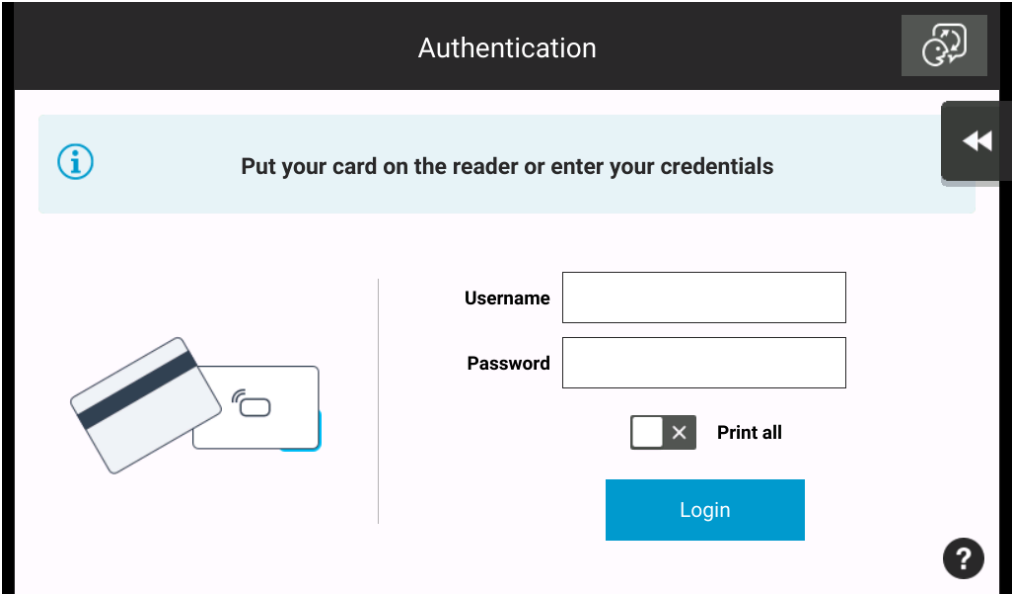 Authentication
Put your card on the reader or enter your credentials
Username
Password
Print all
Login
?